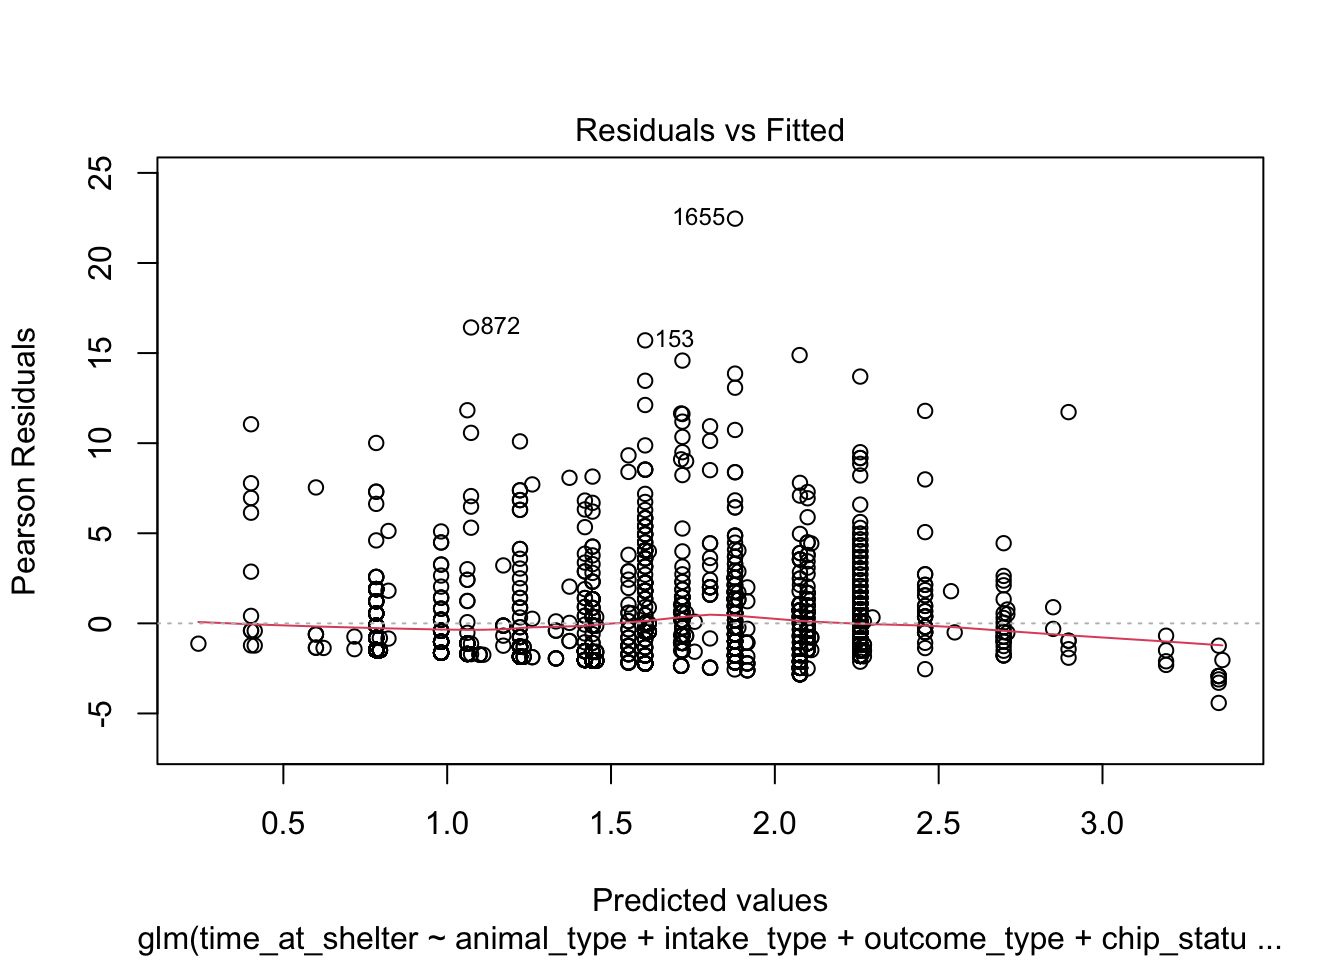 Residuals vs Fitted
25
20
15
10
5
0
-5
Pearson Residuals
1655
872
153
0.5 1.0 1.5 2.0 2.5 3.0
Predicted values
glm(time_at_shelter ~ animal_type + intake_type + outcome_type + chip_statu ...